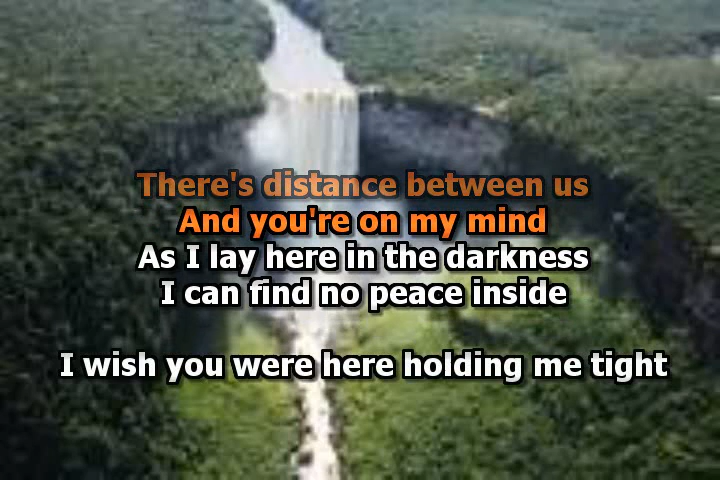 There's distance between us
And you're on my mind
As I lay here in the darkness
I can find no peace inside
I wish you were here holding me tight